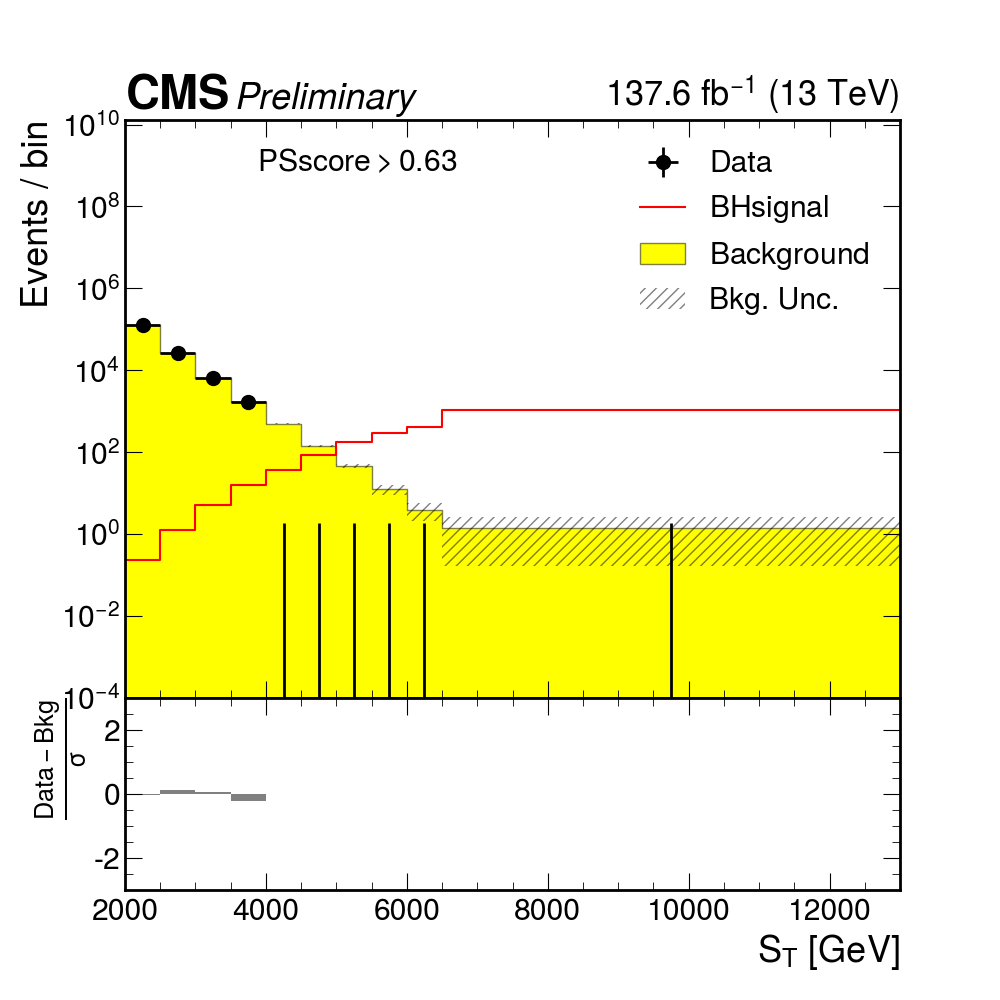 CMS Preliminary 137.6 fb⁻¹ (13 TeV)
Events / bin
PSscore > 0.63
Data
BHsignal
Background
Bkg. Unc.
10¹⁰
10⁸
10⁶
10⁴
10²
10⁰
10⁻²
10⁻⁴
Data – Bkg
σ
2
0
-2
2000 4000 6000 8000 10000 12000
S_T [GeV]